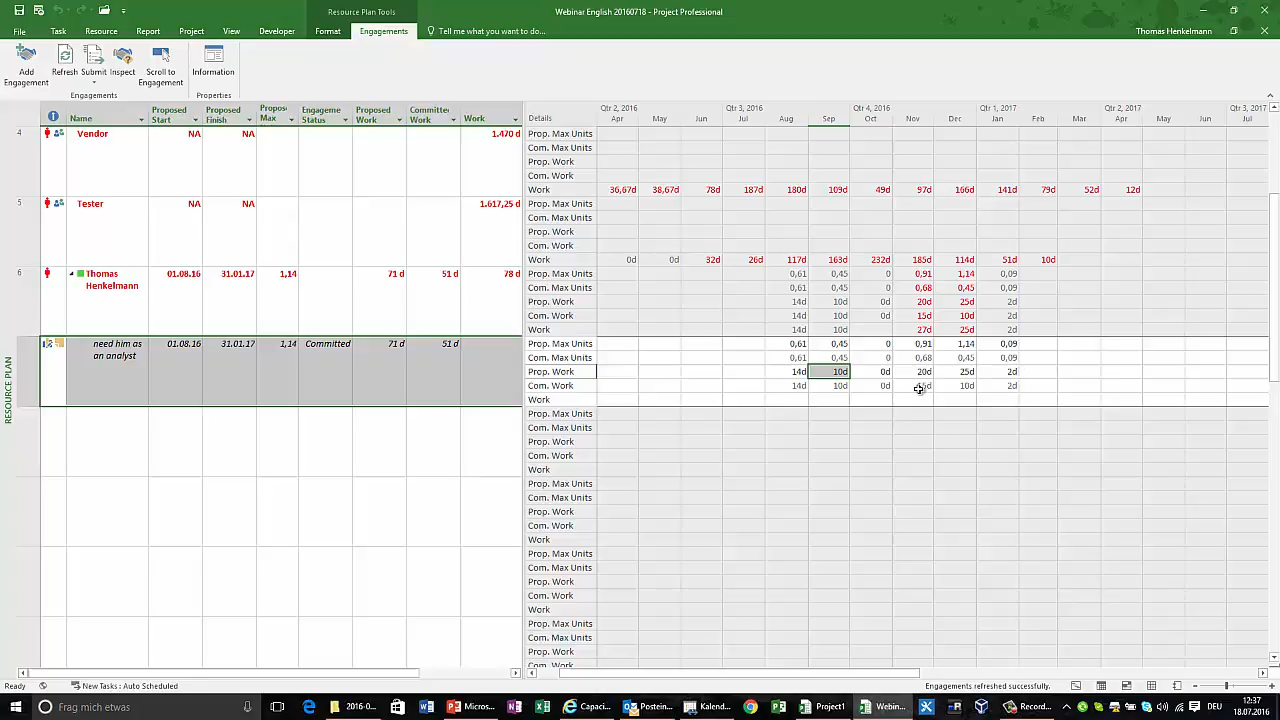 Resource Plan Tools
Webinar English 20160718 - Project Professional
File Task Resource Report Project View Developer Format Engagements Tell me what you want to do... Thomas Henkelmann
Add Engagement Refresh Submit Inspect Scroll to Engagement Information
Engagements Properties
Name Proposed Start Proposed Finish Propos Max Engageme Status Proposed Work Committe Work Work
Details Qtr 2, 2016 Qtr 3, 2016 Qtr 4, 2016 Qtr 1, 2017 Qtr 2, 2017 Qtr 3, 2017
Apr May Jun Jul Aug Sep Oct Nov Dec Jan Feb Mar Apr May Jun Jul
4 Vendor NA NA 1.470 d
Prop. Max Units
Com. Max Units
Prop. Work
Com. Work
Work 36,67d 38,67d 78d 187d 180d 109d 49d 97d 166d 141d 79d 52d 12d
5 Tester NA NA 1.617,25 d
Prop. Max Units
Com. Max Units
Prop. Work
Com. Work
Work 0d 0d 32d 26d 117d 163d 232d 185d 114d 51d 10d
6 Thomas Henkelmann 01.08.16 31.01.17 1,14 71 d 51 d 78 d
Prop. Max Units 0,61 0,45 0 0,91 1,14 0,09
Com. Max Units 0,61 0,45 0 0,68 0,45 0,09
Prop. Work 14d 10d 0d 20d 25d 2d
Com. Work 14d 10d 0d 15d 10d 2d
Work 14d 10d 0d 27d 25d 2d
need him as an analyst 01.08.16 31.01.17 1,14 Committed 71 d 51 d
Prop. Max Units 0,61 0,45 0 0,91 1,14 0,09
Com. Max Units 0,61 0,45 0 0,68 0,45 0,09
Prop. Work 14d 10d 0d 20d 25d 2d
Com. Work 14d 10d 0d 10d 2d
Work
Prop. Max Units
Com. Max Units
Prop. Work
Com. Work
Work
Prop. Max Units
Com. Max Units
Prop. Work
Com. Work
Work
Prop. Max Units
Com. Max Units
Prop. Work
Com. Work
Work
Prop. Max Units
Com. Max Units
Prop. Work
Com. Work
RESOURCE PLAN
Ready New Tasks : Auto Scheduled Engagements refreshed successfully.
Frag mich etwas 2016-0 Micros... Capaci... Postein... Kalend... Project1 Webin... Record... DEU 12:37
18.07.2016